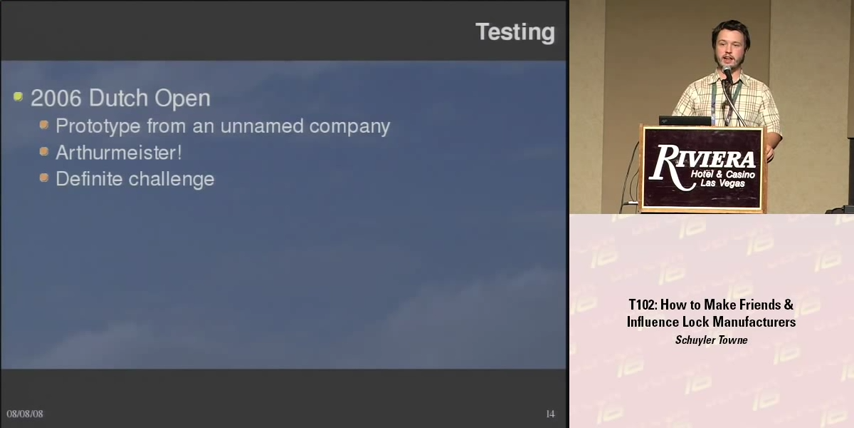 Testing
2006 Dutch Open
Prototype from an unnamed company
Arthurmeister!
Definite challenge
08/08/08
14
RIVIERA
Hotel & Casino
Las Vegas
T102: How to Make Friends &
Influence Lock Manufacturers
Schuyler Towne